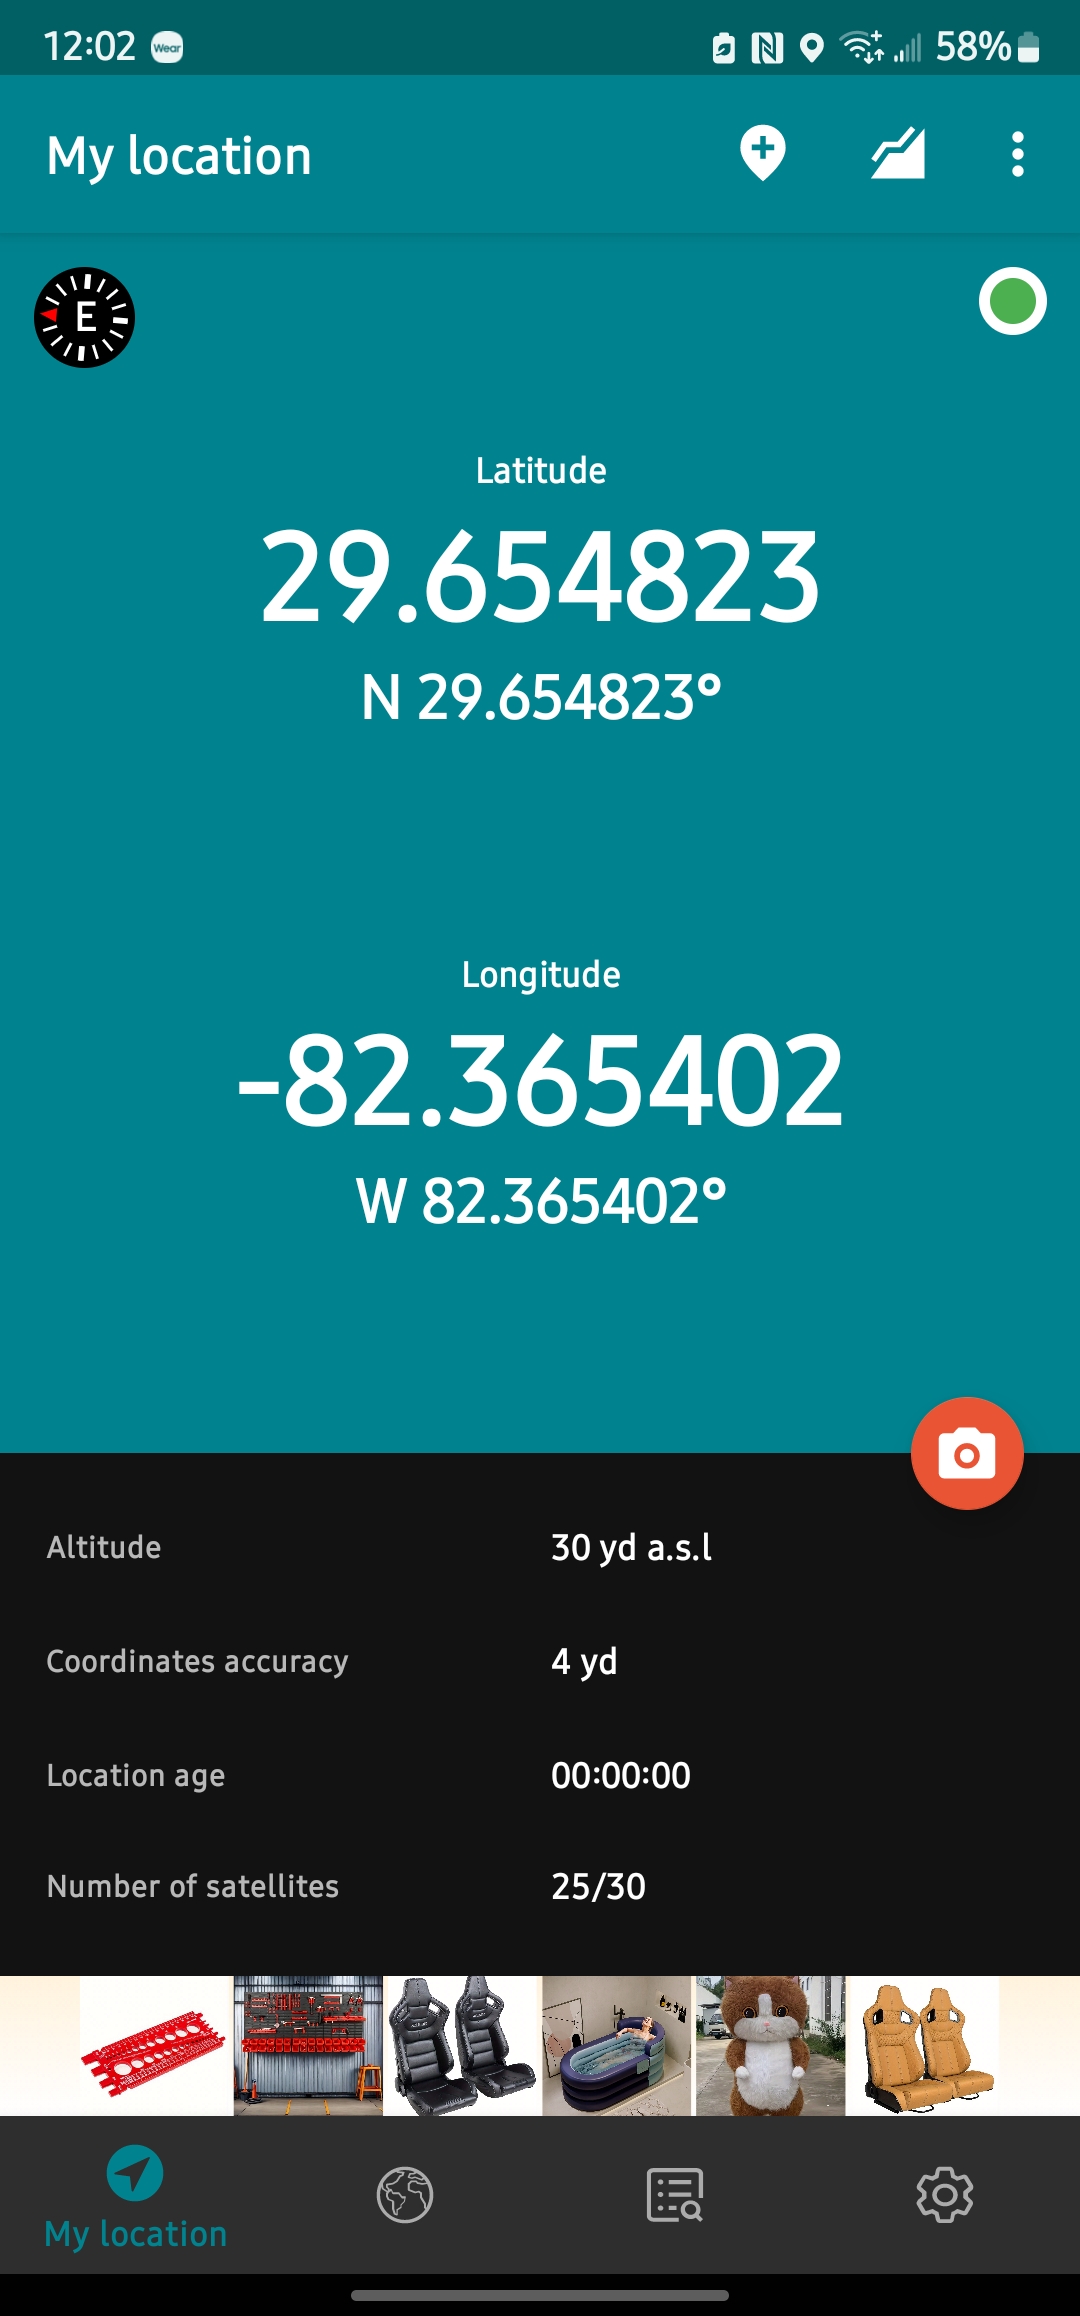 12:02 Wear 58%
My location
E
Latitude
29.654823
N 29.654823°
Longitude
-82.365402
W 82.365402°
Altitude 30 yd a.s.l
Coordinates accuracy 4 yd
Location age 00:00:00
Number of satellites 25/30
My location